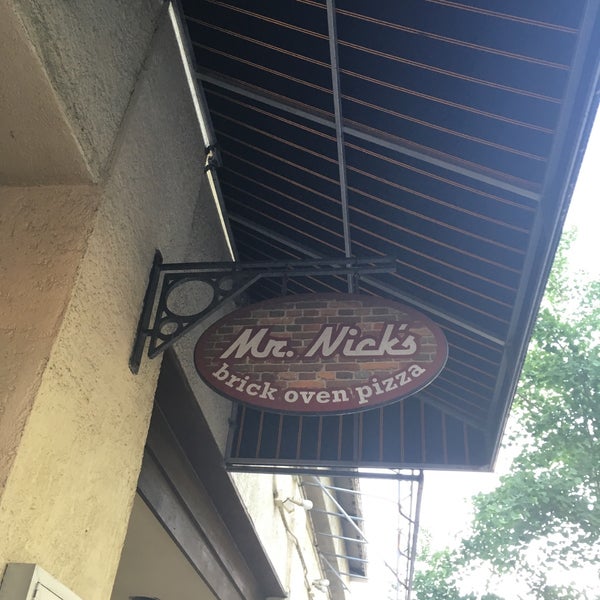 Mr. Nick's
brick oven pizza